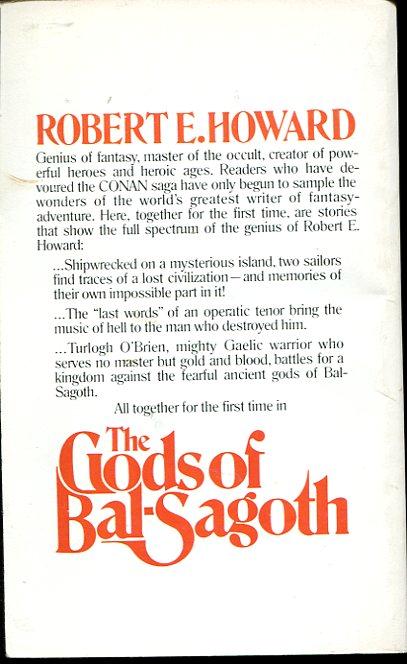 ROBERT E. HOWARD
Genius of fantasy, master of the occult, creator of pow-
erful heroes and heroic ages. Readers who have de-
voured the CONAN saga have only begun to sample the
wonders of the world's greatest writer of fantasy-
adventure. Here, together for the first time, are stories
that show the full spectrum of the genius of Robert E.
Howard:
...Shipwrecked on a mysterious island, two sailors
find traces of a lost civilization—and memories of
their own impossible part in it!
...The "last words" of an operatic tenor bring the
music of hell to the man who destroyed him.
...Turlogh O'Brien, mighty Gaelic warrior who
serves no master but gold and blood, battles for a
kingdom against the fearful ancient gods of Bal-
Sagoth.
All together for the first time in
The
Gods of
Bal-Sagoth